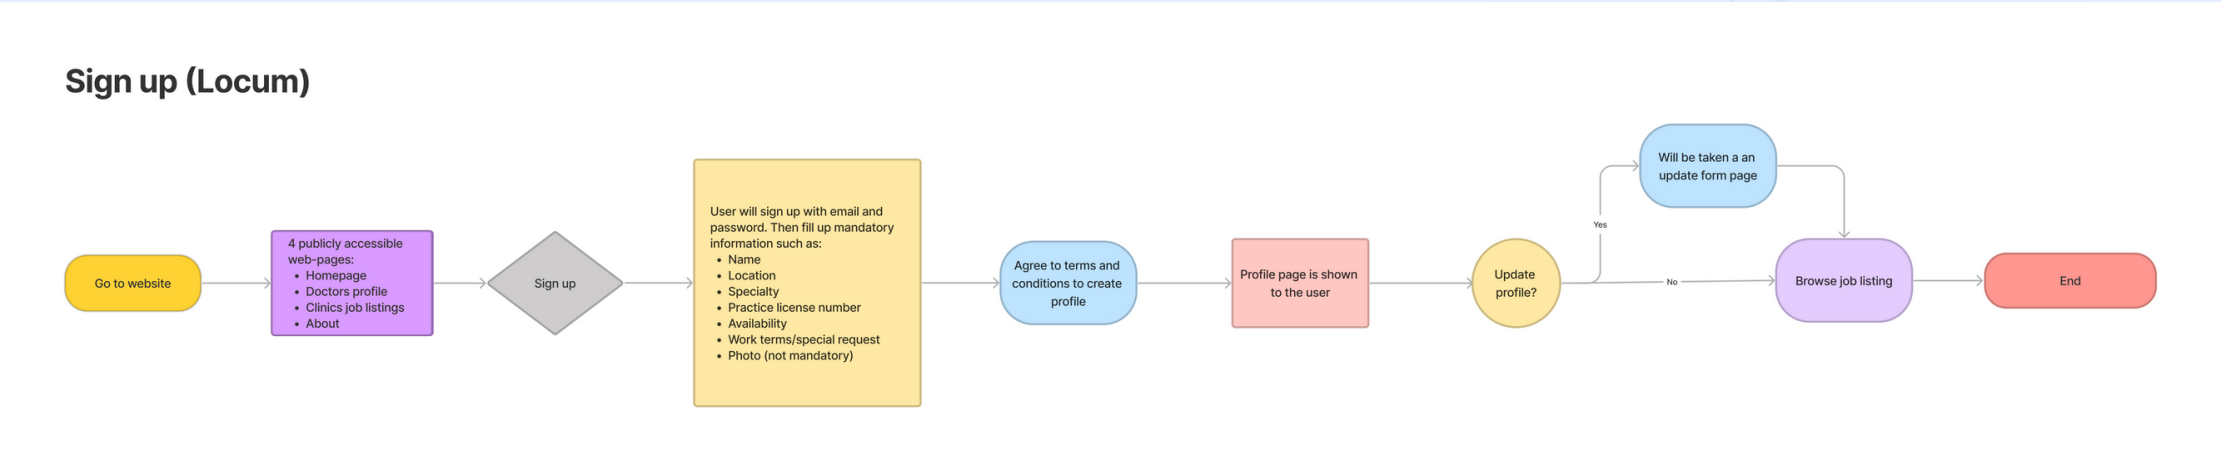 Sign up (Locum)
Go to website
4 publicly accessible
web-pages:
• Homepage
• Doctors profile
• Clinics job listings
• About
Sign up
User will sign up with email and
password. Then fill up mandatory
information such as:
• Name
• Location
• Specialty
• Practice license number
• Availability
• Work terms/special request
• Photo (not mandatory)
Agree to terms and
conditions to create
profile
Profile page is shown
to the user
Update
profile?
Yes
Will be taken a an
update form page
No
Browse job listing
End